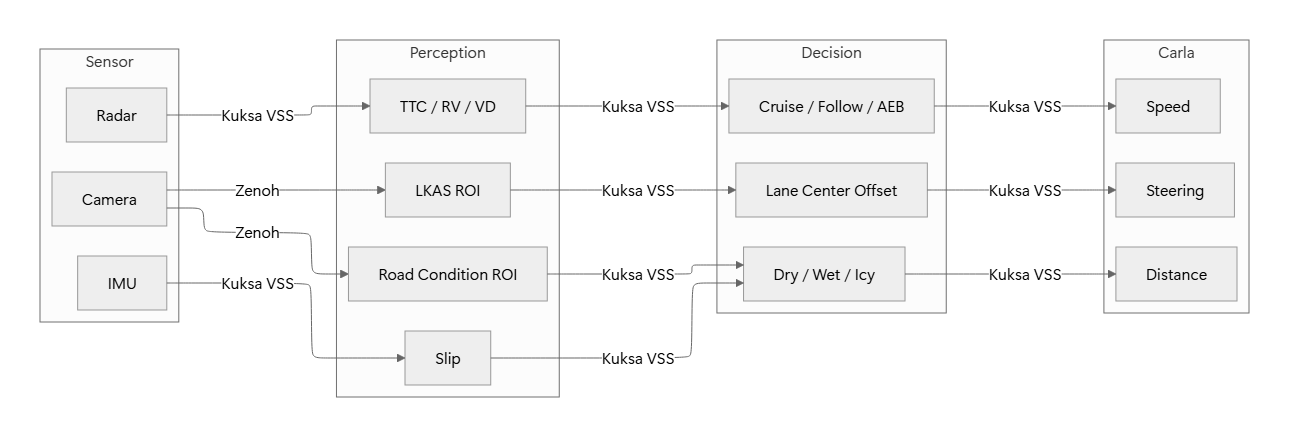 Sensor
Radar
Camera
IMU
Kuksa VSS
Zenoh
Zenoh
Kuksa VSS
Perception
TTC / RV / VD
LKAS ROI
Road Condition ROI
Slip
Kuksa VSS
Kuksa VSS
Kuksa VSS
Kuksa VSS
Decision
Cruise / Follow / AEB
Lane Center Offset
Dry / Wet / Icy
Kuksa VSS
Kuksa VSS
Kuksa VSS
Carla
Speed
Steering
Distance